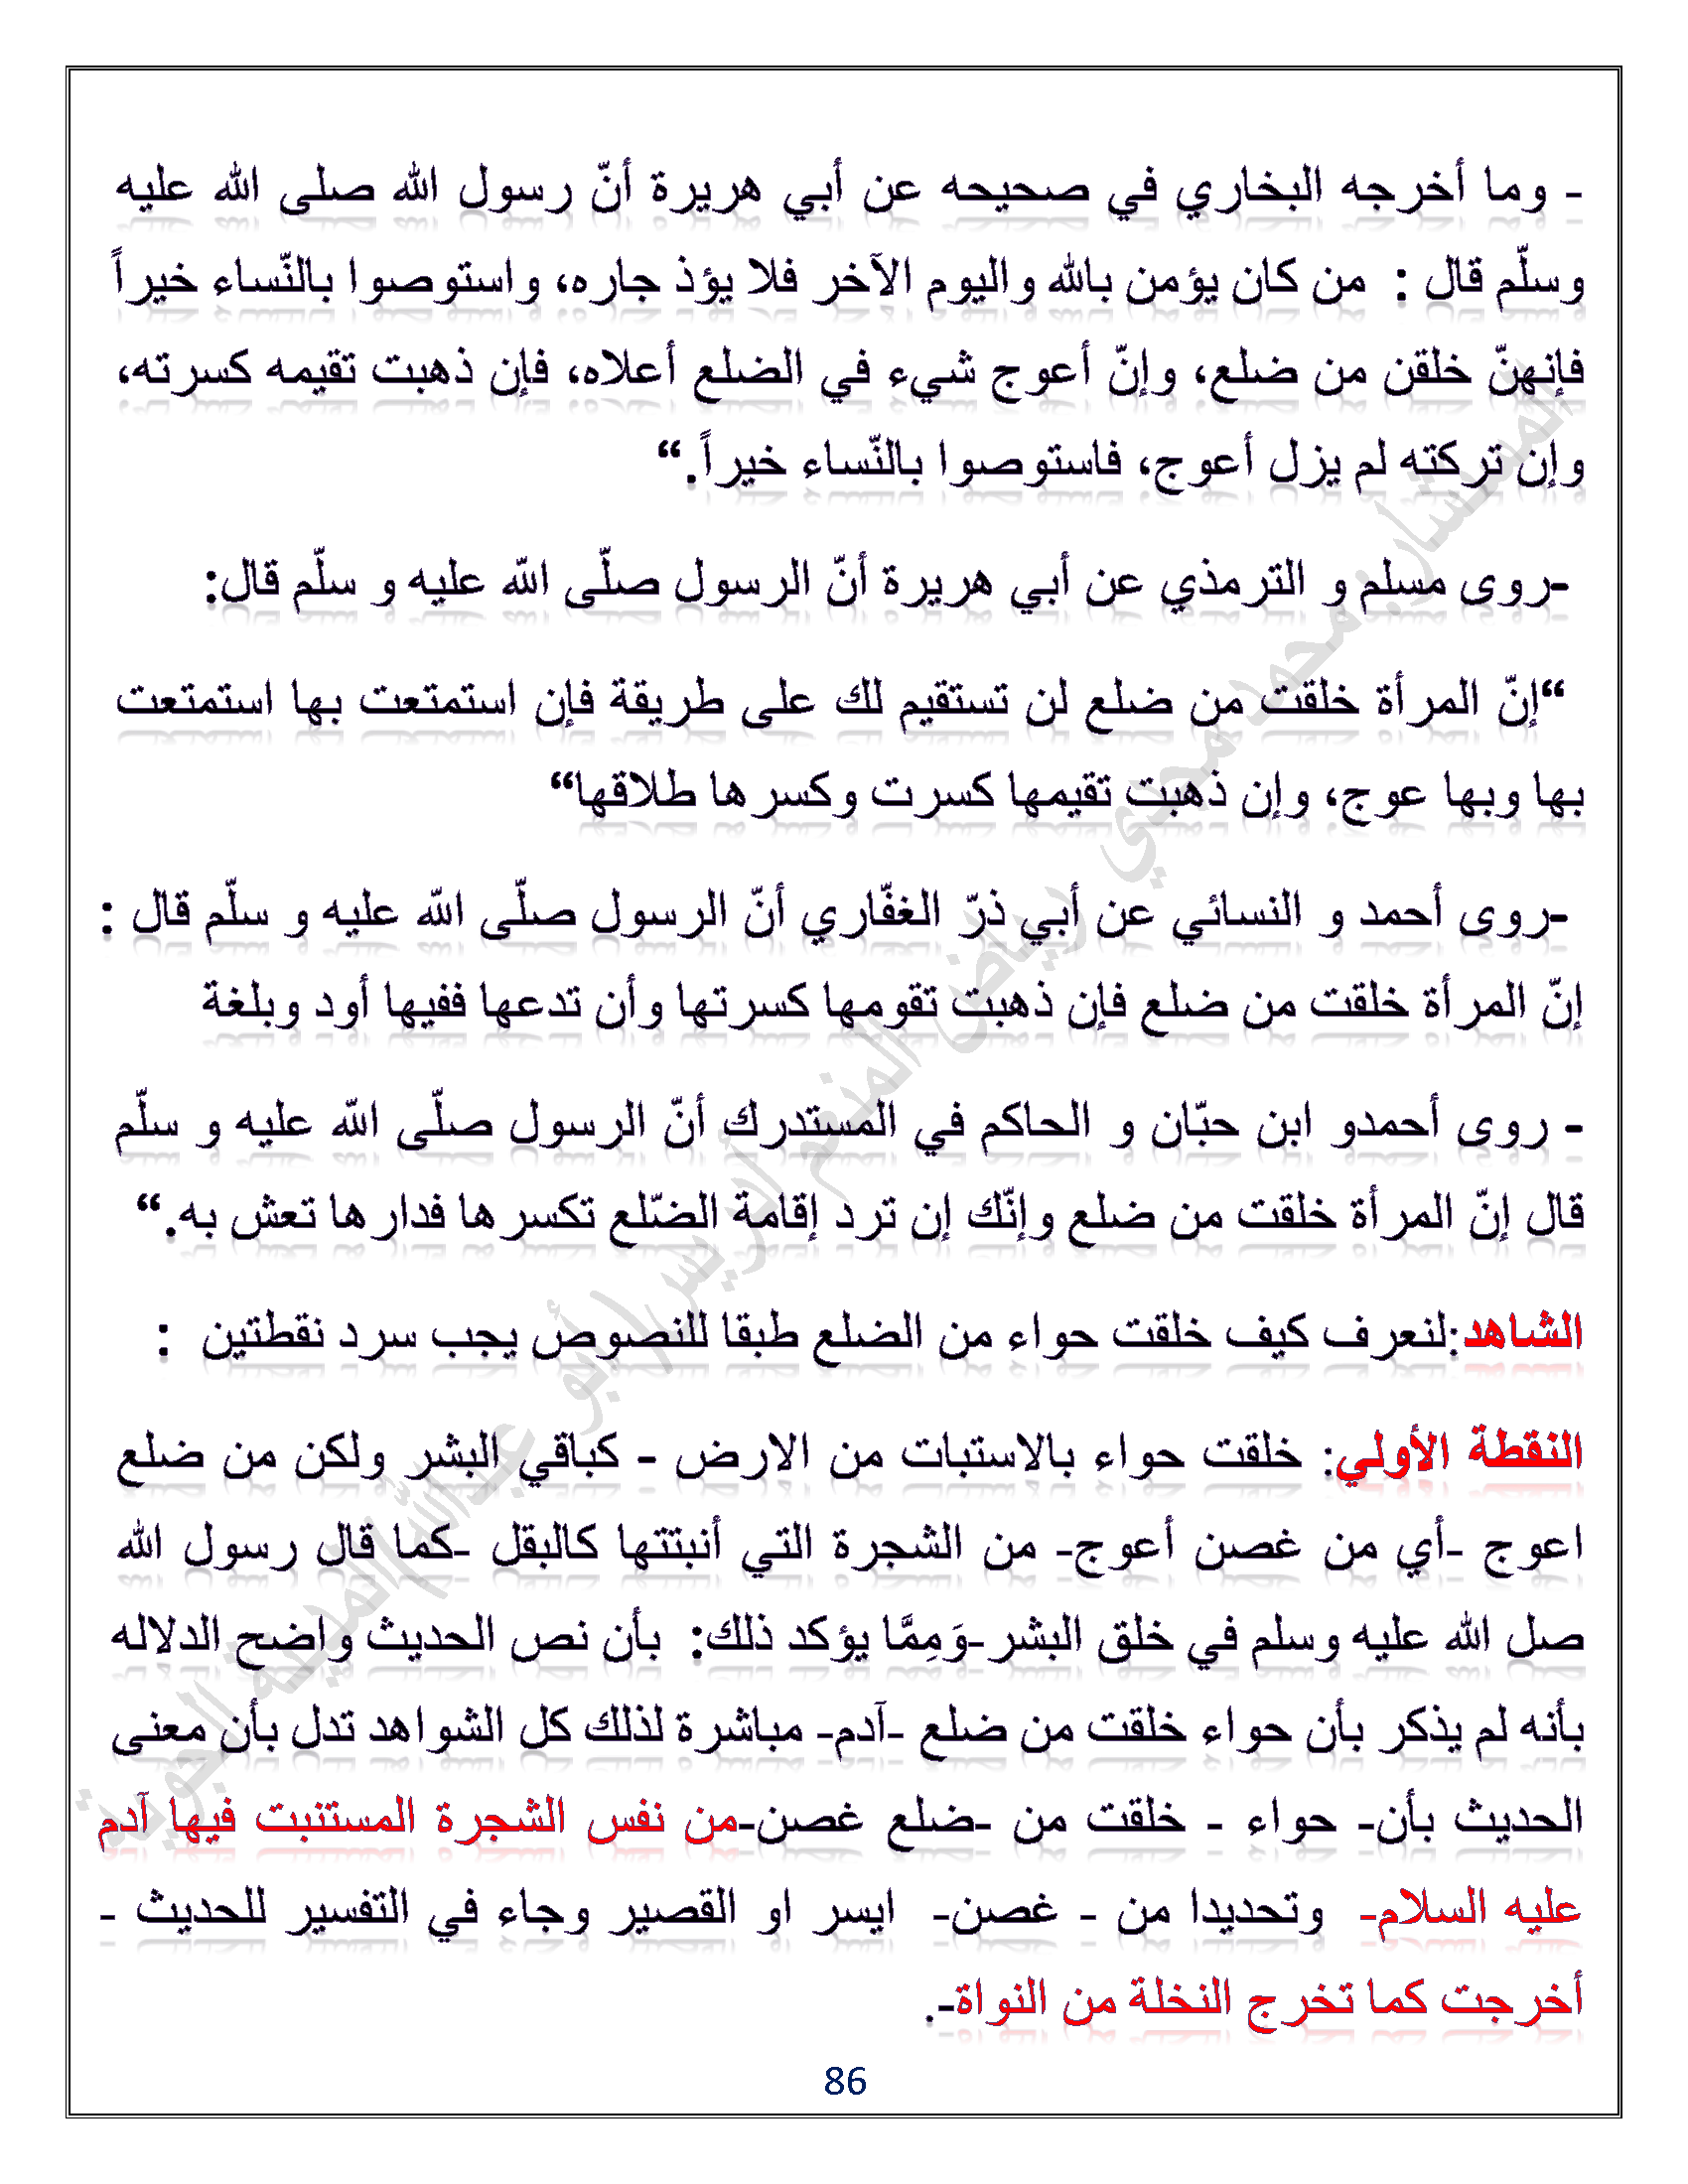 - وما أخرجه البخاري في صحيحه عن أبي هريرة أنّ رسول الله صلى الله عليه
وسلّم قال : من كان يؤمن بالله واليوم الآخر فلا يؤذ جاره، واستوصوا بالنّساء خيراً
فإنهنّ خلقن من ضلع، وإنّ أعوج شيء في الضلع أعلاه، فإن ذهبت تقيمه كسرته،
وإن تركته لم يزل أعوج، فاستوصوا بالنّساء خيراً.“
-روى مسلم و الترمذي عن أبي هريرة أنّ الرسول صلّى الله عليه و سلّم قال:
“إنّ المرأة خلقت من ضلع لن تستقيم لك على طريقة فإن استمتعت بها استمتعت
بها وبها عوج، وإن ذهبت تقيمها كسرت وكسرها طلاقها“
-روى أحمد و النسائي عن أبي ذرّ الغفّاري أنّ الرسول صلّى الله عليه و سلّم قال :
إنّ المرأة خلقت من ضلع فإن ذهبت تقومها كسرتها وأن تدعها ففيها أود وبلغة
- روى أحمدو ابن حبّان و الحاكم في المستدرك أنّ الرسول صلّى الله عليه و سلّم
قال إنّ المرأة خلقت من ضلع وإنّك إن ترد إقامة الضّلع تكسرها فدارها تعش به.“
الشاهد:لنعرف كيف خلقت حواء من الضلع طبقا للنصوص يجب سرد نقطتين :
النقطة الأولي: خلقت حواء بالاستبات من الارض - كباقي البشر ولكن من ضلع
اعوج -أي من غصن أعوج- من الشجرة التي أنبتتها كالبقل -كما قال رسول الله
صل الله عليه وسلم في خلق البشر-وَمِمَّا يؤكد ذلك: بأن نص الحديث واضح الدلاله
بأنه لم يذكر بأن حواء خلقت من ضلع -آدم- مباشرة لذلك كل الشواهد تدل بأن معنى
الحديث بأن- حواء - خلقت من -ضلع غصن-من نفس الشجرة المستنبت فيها آدم
عليه السلام- وتحديدا من - غصن- ايسر او القصير وجاء في التفسير للحديث -
أخرجت كما تخرج النخلة من النواة-.
86